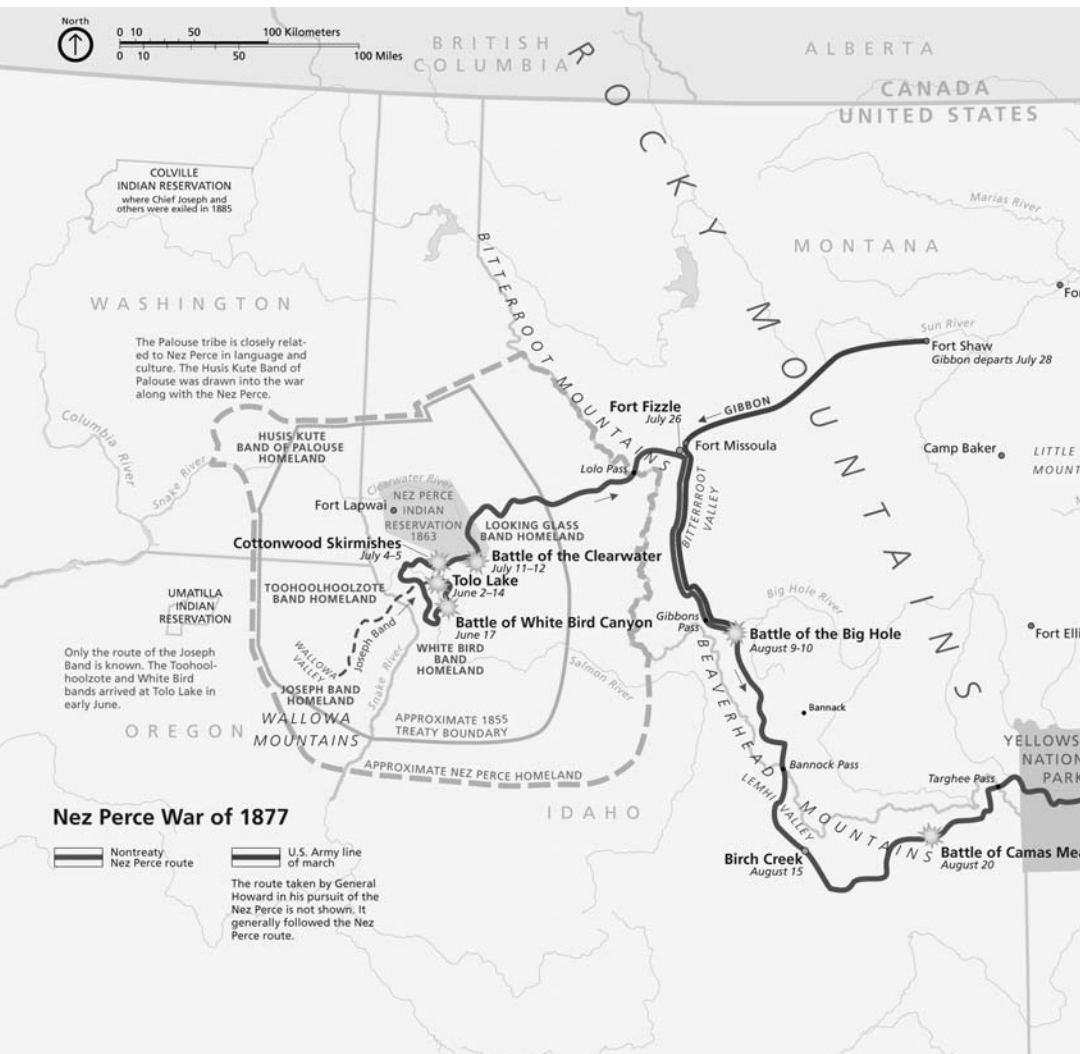 North
0 10 50 100 Kilometers
0 10 50 100 Miles
BRITISH
COLUMBIA
ALBERTA
CANADA
UNITED STATES
ROCKY MOUNTAINS
COLVILLE
INDIAN RESERVATION
where Chief Joseph and
others were exiled in 1885
Marias River
MONTANA
BITTERROOT MOUNTAINS
WASHINGTON
Sun River
Fort Shaw
Gibbon departs July 28
The Palouse tribe is closely relat-
ed to Nez Perce in language and
culture. The Husis Kute Band of
Palouse was drawn into the war
along with the Nez Perce.
GIBBON
Fort Fizzle
July 26
Fort Missoula
Camp Baker
LITTLE
Columbia River
Snake River
HUSIS KUTE
BAND OF PALOUSE
HOMELAND
Lolo Pass
BITTERRROOT
VALLEY
Clearwater River
Fort Lapwai
NEZ PERCE
INDIAN
RESERVATION
1863
LOOKING GLASS
BAND HOMELAND
Cottonwood Skirmishes
July 4–5
Battle of the Clearwater
July 11–12
Tolo Lake
June 2–14
TOOHOOLHOOLZOTE
BAND HOMELAND
UMATILLA
INDIAN
RESERVATION
Battle of White Bird Canyon
June 17
WHITE BIRD
BAND
HOMELAND
Joseph Band
WALLOWA
VALLEY
Snake River
Salmon River
Big Hole River
Gibbons
Pass
Battle of the Big Hole
August 9-10
Only the route of the Joseph
Band is known. The Toohool-
hoolzote and White Bird
bands arrived at Tolo Lake in
early June.
JOSEPH BAND
HOMELAND
WALLOWA
MOUNTAINS
OREGON
APPROXIMATE 1855
TREATY BOUNDARY
APPROXIMATE NEZ PERCE HOMELAND
BEAVERHEAD MOUNTAINS
Bannack
Bannock Pass
LEMHI VALLEY
Targhee Pass
PARK
IDAHO
Birch Creek
August 15
Battle of Camas
August 20
Nez Perce War of 1877
Nontreaty
Nez Perce route
U.S. Army line
of march
The route taken by General
Howard in his pursuit of the
Nez Perce is not shown. It
generally followed the Nez
Perce route.